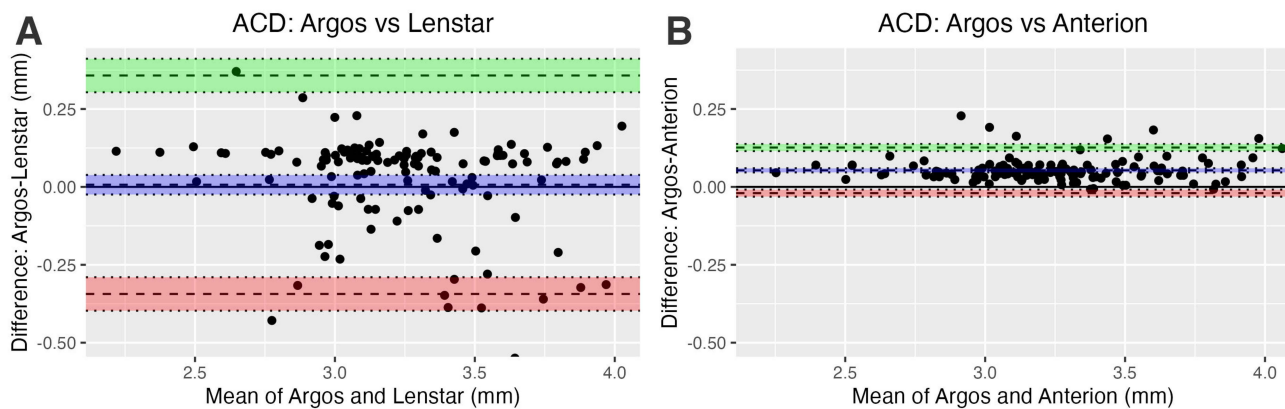 A
ACD: Argos vs Lenstar
Difference: Argos-Lenstar (mm)
0.25
0.00
-0.25
-0.50
2.5
3.0
3.5
4.0
Mean of Argos and Lenstar (mm)
B
ACD: Argos vs Anterion
Difference: Argos-Anterion
0.25
0.00
-0.25
-0.50
2.5
3.0
3.5
4.0
Mean of Argos and Anterion (mm)